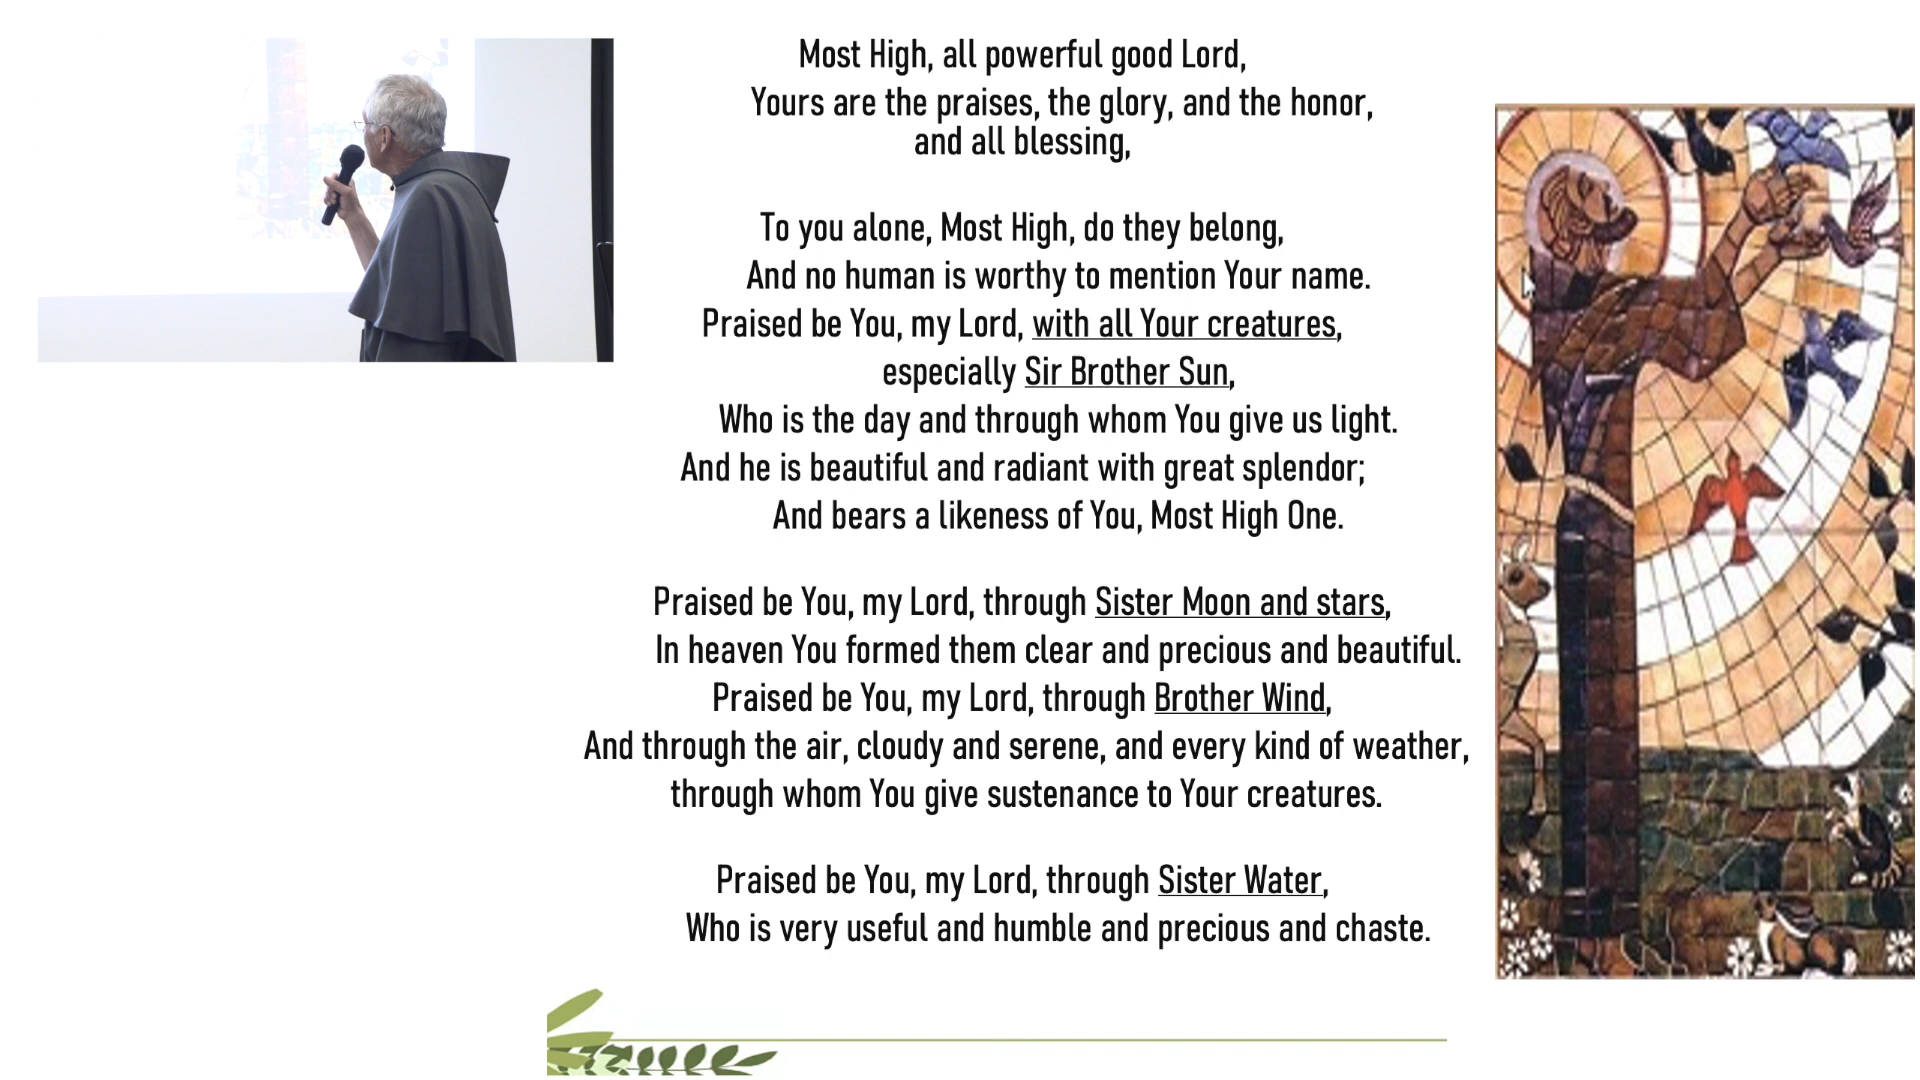 Most High, all powerful good Lord,
Yours are the praises, the glory, and the honor,
and all blessing,
To you alone, Most High, do they belong,
And no human is worthy to mention Your name.
Praised be You, my Lord, with all Your creatures,
especially Sir Brother Sun,
Who is the day and through whom You give us light.
And he is beautiful and radiant with great splendor;
And bears a likeness of You, Most High One.
Praised be You, my Lord, through Sister Moon and stars,
In heaven You formed them clear and precious and beautiful.
Praised be You, my Lord, through Brother Wind,
And through the air, cloudy and serene, and every kind of weather,
through whom You give sustenance to Your creatures.
Praised be You, my Lord, through Sister Water,
Who is very useful and humble and precious and chaste.